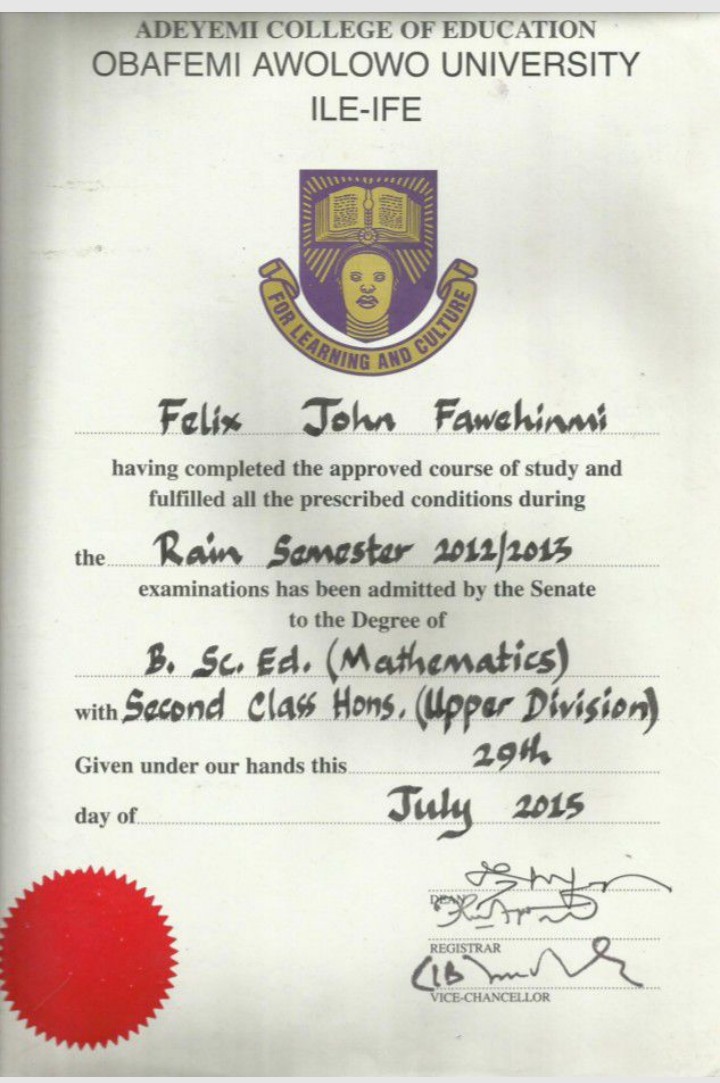 ADEYEMI COLLEGE OF EDUCATION
OBAFEMI AWOLOWO UNIVERSITY
ILE-IFE
FOR LEARNING AND CULTURE
Felix John Fawehinmi
having completed the approved course of study and
fulfilled all the prescribed conditions during
the Rain Semester 2012/2013
examinations has been admitted by the Senate
to the Degree of
B. Sc. Ed. (Mathematics)
with Second Class Hons. (Upper Division)
Given under our hands this 29th
day of July 2015
DEAN
REGISTRAR
VICE-CHANCELLOR